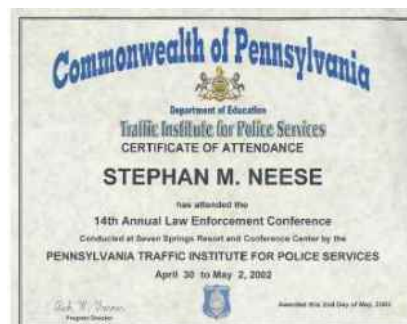 Commonwealth of Pennsylvania
Department of Education
Traffic Institute for Police Services
CERTIFICATE OF ATTENDANCE
STEPHAN M. NEESE
has attended the
14th Annual Law Enforcement Conference
Conducted at Seven Springs Resort and Conference Center by the
PENNSYLVANIA TRAFFIC INSTITUTE FOR POLICE SERVICES
April 30 to May 2, 2002
Awarded this 2nd Day of May,
Program Director